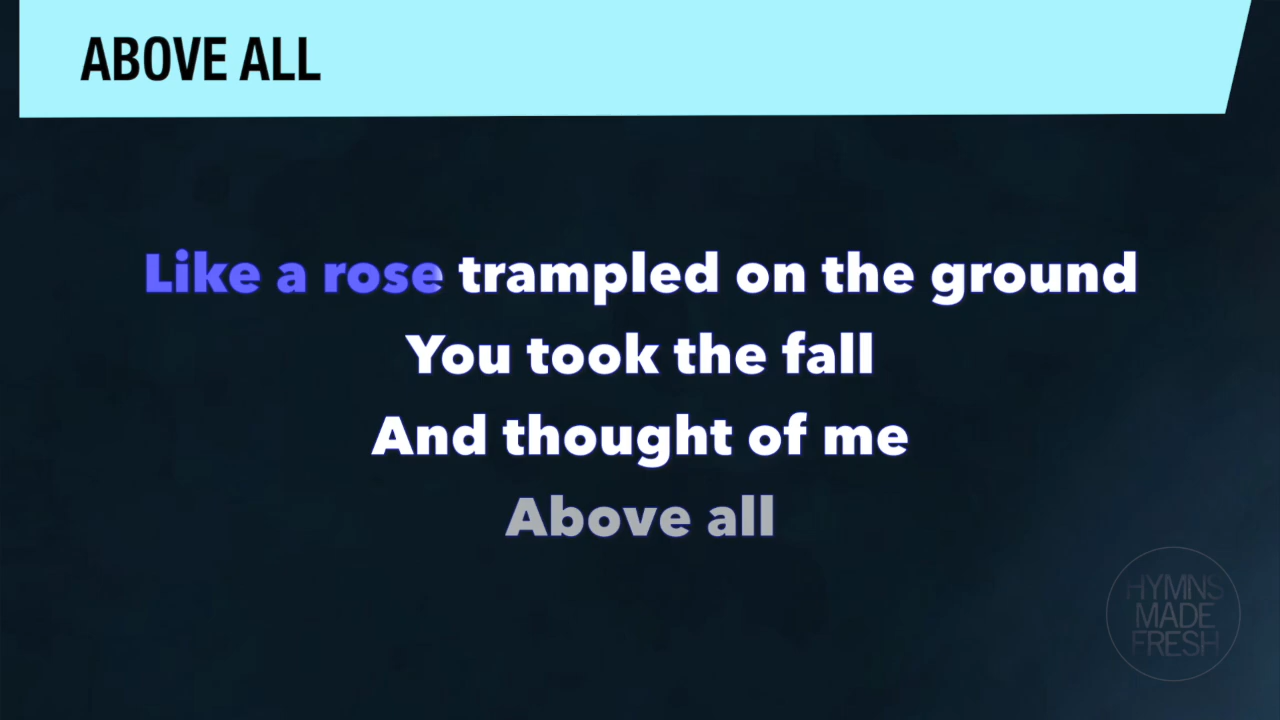 ABOVE ALL
Like a rose trampled on the ground
You took the fall
And thought of me
Above all
HYMNS
MADE
FRESH